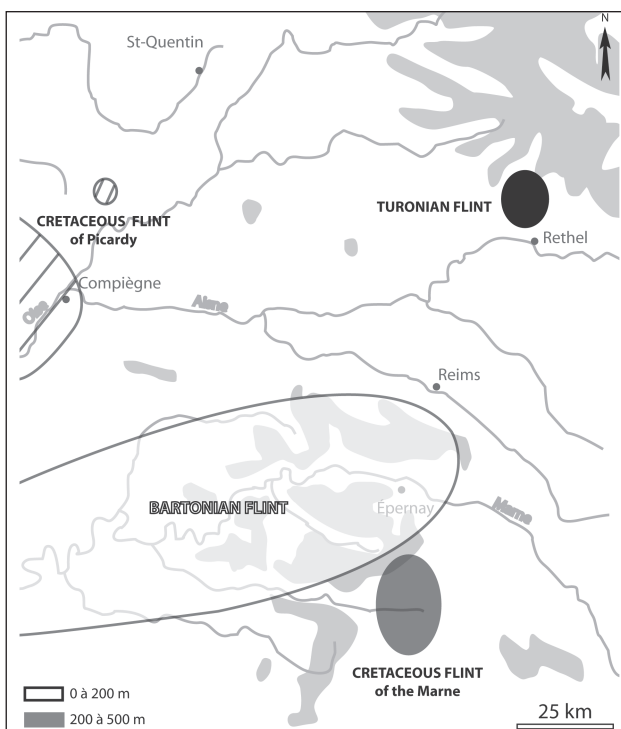 N
St-Quentin
CRETACEOUS FLINT
of Picardy
TURONIAN FLINT
Rethel
Compiègne
Oise
Aisne
Reims
BARTONIAN FLINT
Épernay
Marne
CRETACEOUS FLINT
of the Marne
0 à 200 m
200 à 500 m
25 km